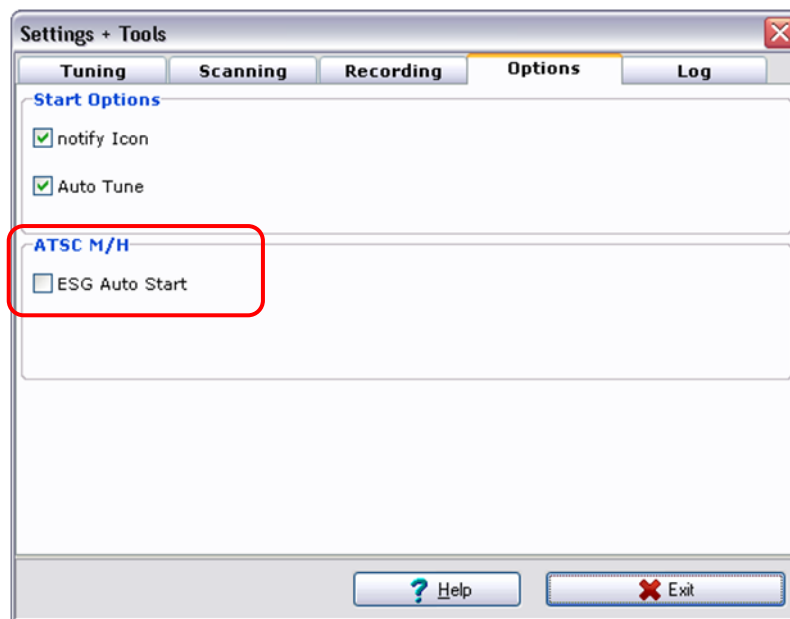 Settings + Tools
Tuning Scanning Recording Options Log
Start Options
notify Icon
Auto Tune
ATSC M/H
ESG Auto Start
Help Exit